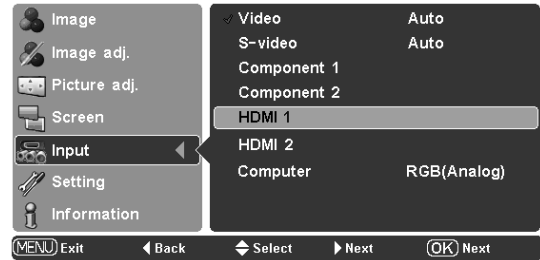 Image
Image adj.
Picture adj.
Screen
Input
Setting
Information
Video Auto
S-video Auto
Component 1
Component 2
HDMI 1
HDMI 2
Computer RGB(Analog)
MENU Exit Back Select Next OK Next